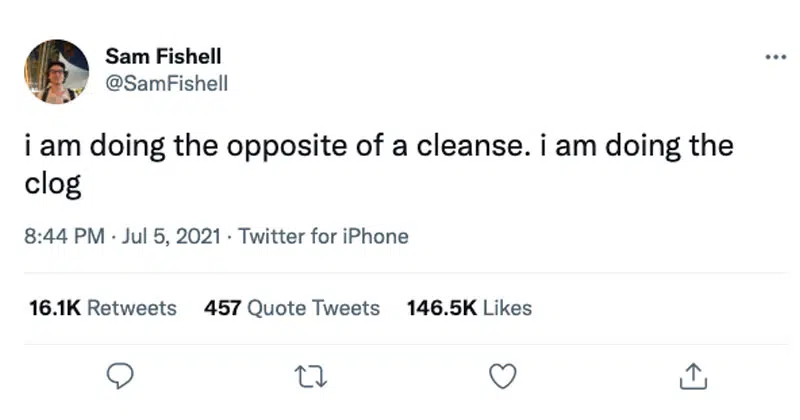 Sam Fishell
@SamFishell
i am doing the opposite of a cleanse. i am doing the
clog
8:44 PM · Jul 5, 2021 · Twitter for iPhone
16.1K Retweets 457 Quote Tweets 146.5K Likes